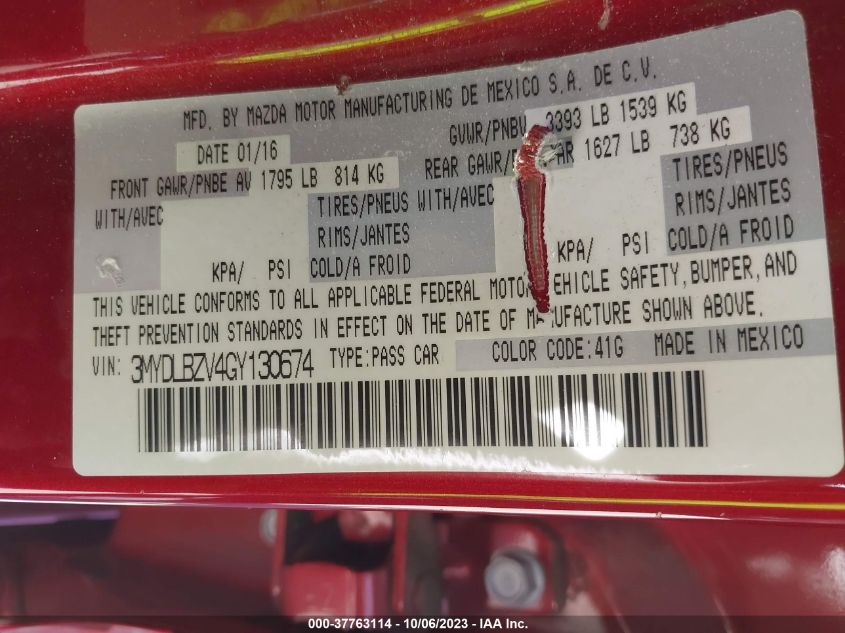 MFD. BY MAZDA MOTOR MANUFACTURING DE MEXICO S.A. DE C.V.
DATE 01/16
GVWR/PNBV 3393 LB 1539 KG
FRONT GAWR/PNBE AV 1795 LB 814 KG
REAR GAWR/ AR 1627 LB 738 KG
WITH/AVEC TIRES/PNEUS WITH/AVEC TIRES/PNEUS
RIMS/JANTES RIMS/JANTES
KPA/ PSI COLD/A FROID KPA/ PSI COLD/A FROID
THIS VEHICLE CONFORMS TO ALL APPLICABLE FEDERAL MOTOR VEHICLE SAFETY, BUMPER, AND
THEFT PREVENTION STANDARDS IN EFFECT ON THE DATE OF MANUFACTURE SHOWN ABOVE.
VIN: 3MYDLBZV4GY130674 TYPE:PASS CAR COLOR CODE:41G MADE IN MEXICO
000-37763114 - 10/06/2023 - IAA Inc.